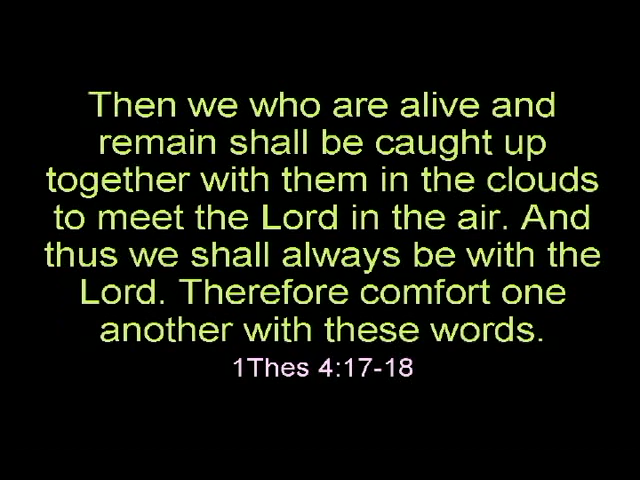 Then we who are alive and
remain shall be caught up
together with them in the clouds
to meet the Lord in the air. And
thus we shall always be with the
Lord. Therefore comfort one
another with these words.
1Thes 4:17-18